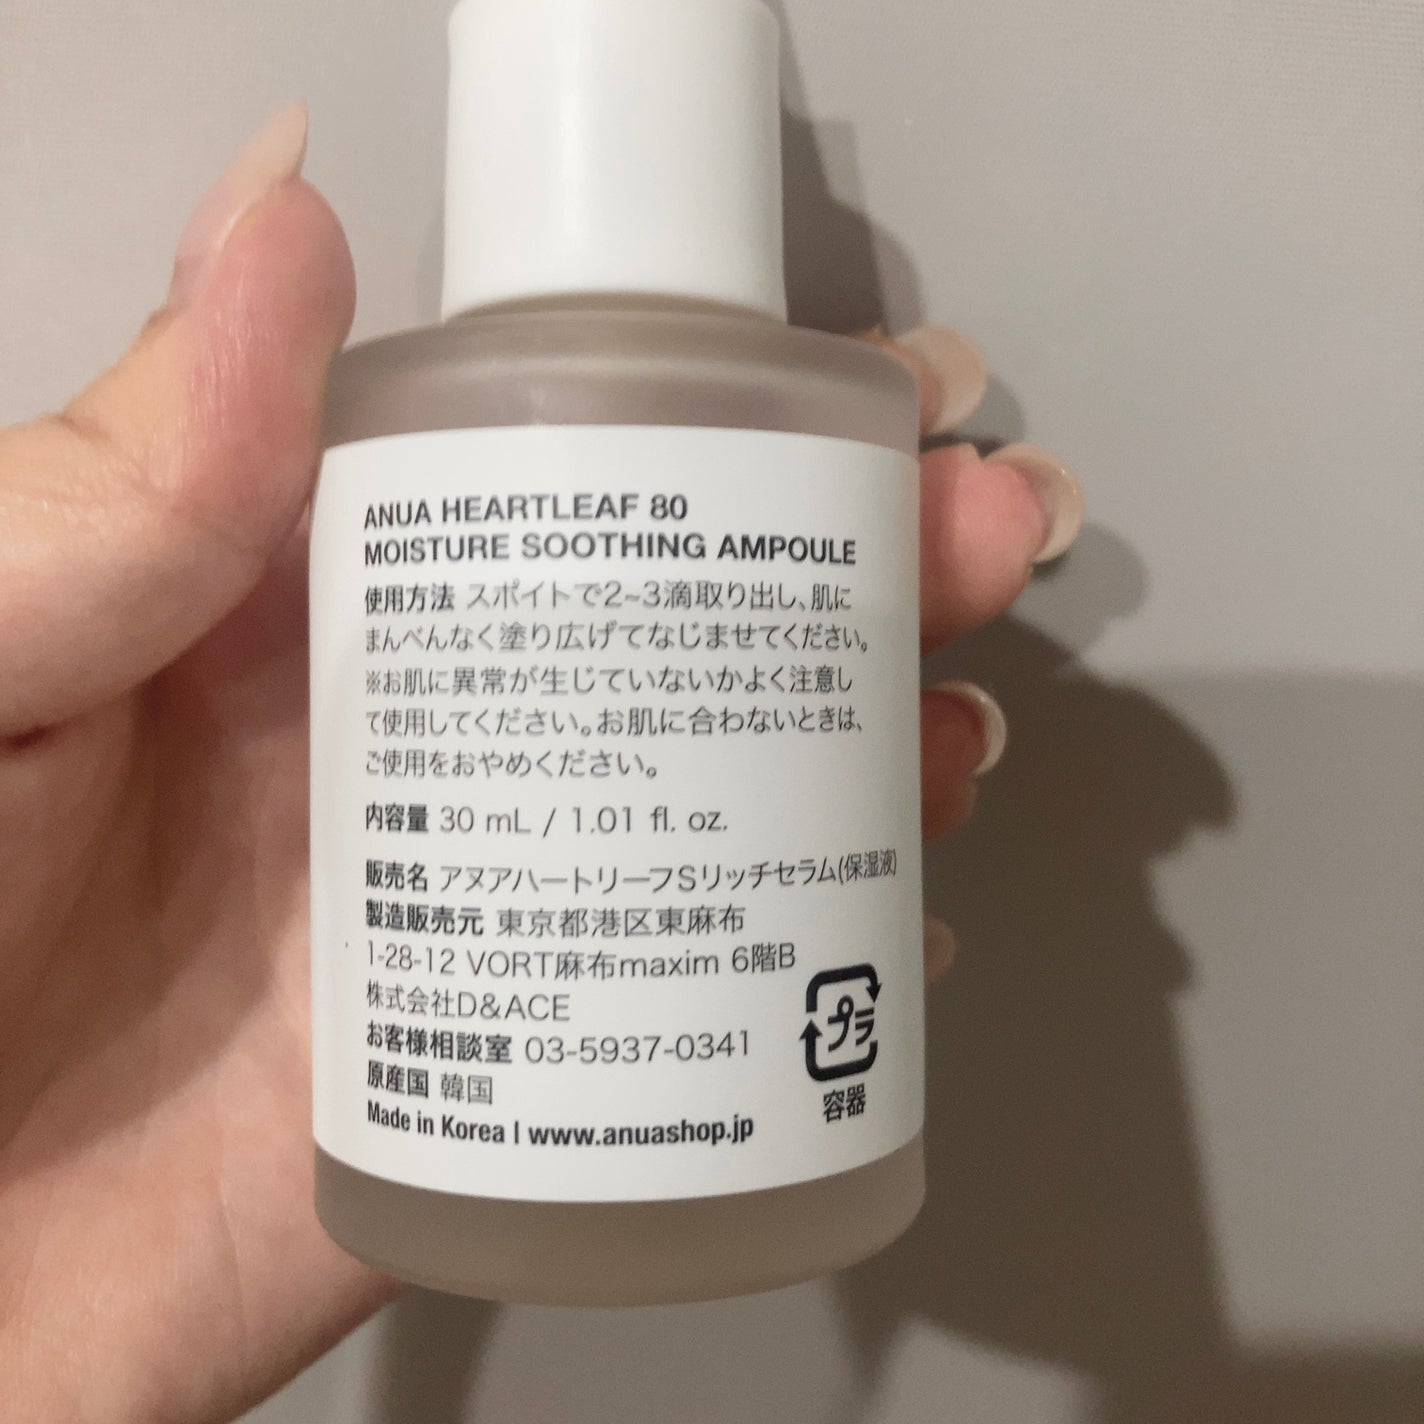 ANUA HEARTLEAF 80
MOISTURE SOOTHING AMPOULE
使用方法 スポイトで2~3滴取り出し、肌に
まんべんなく塗り広げてなじませてください。
※お肌に異常が生じていないかよく注意し
て使用してください。お肌に合わないときは、
ご使用をおやめください。
内容量 30 mL / 1.01 fl. oz.
販売名 アヌアハートリーフSリッチセラム(保湿液)
製造販売元 東京都港区東麻布
1-28-12 VORT麻布maxim 6階B
株式会社D&ACE
お客様相談室 03-5937-0341
原産国 韓国
Made in Korea | www.anuashop.jp
プラ
容器